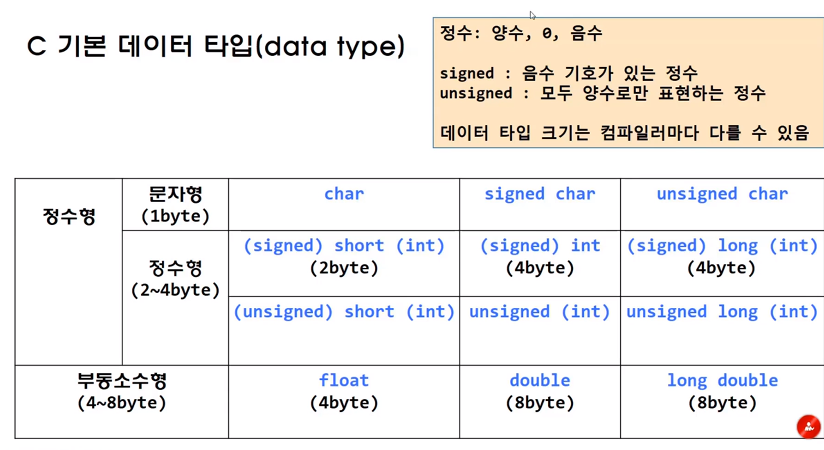 C 기본 데이터 타입(data type)
정수: 양수, 0, 음수
signed : 음수 기호가 있는 정수
unsigned : 모두 양수로만 표현하는 정수
데이터 타입 크기는 컴파일러마다 다를 수 있음
정수형
문자형
(1byte)
char
signed char
unsigned char
정수형
(2~4byte)
(signed) short (int)
(2byte)
(signed) int
(4byte)
(signed) long (int)
(4byte)
(unsigned) short (int)
unsigned (int)
unsigned long (int)
부동소수형
(4~8byte)
float
(4byte)
double
(8byte)
long double
(8byte)